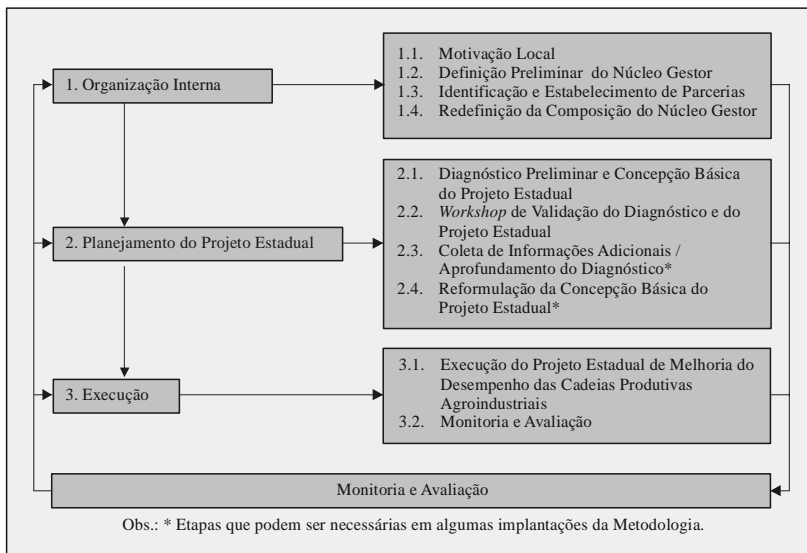 1. Organização Interna
1.1. Motivação Local
1.2. Definição Preliminar do Núcleo Gestor
1.3. Identificação e Estabelecimento de Parcerias
1.4. Redefinição da Composição do Núcleo Gestor
2. Planejamento do Projeto Estadual
2.1. Diagnóstico Preliminar e Concepção Básica
do Projeto Estadual
2.2. Workshop de Validação do Diagnóstico e do
Projeto Estadual
2.3. Coleta de Informações Adicionais /
Aprofundamento do Diagnóstico*
2.4. Reformulação da Concepção Básica do
Projeto Estadual*
3. Execução
3.1. Execução do Projeto Estadual de Melhoria do
Desempenho das Cadeias Produtivas
Agroindustriais
3.2. Monitoria e Avaliação
Monitoria e Avaliação
Obs.: * Etapas que podem ser necessárias em algumas implantações da Metodologia.